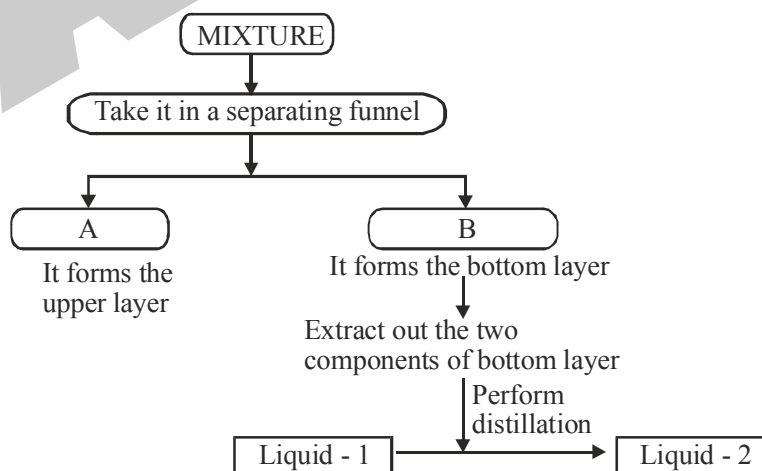 MIXTURE
Take it in a separating funnel
A
B
It forms the
upper layer
It forms the bottom layer
Extract out the two
components of bottom layer
Perform
distillation
Liquid - 1
Liquid - 2